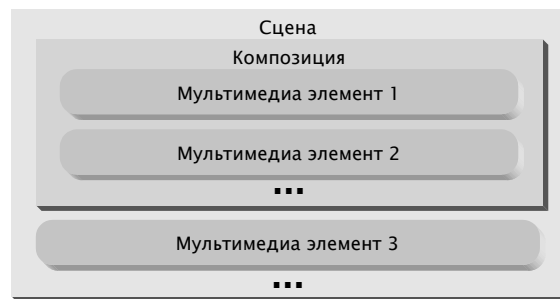 Сцена
Композиция
Мультимедиа элемент 1
Мультимедиа элемент 2
...
Мультимедиа элемент 3
...